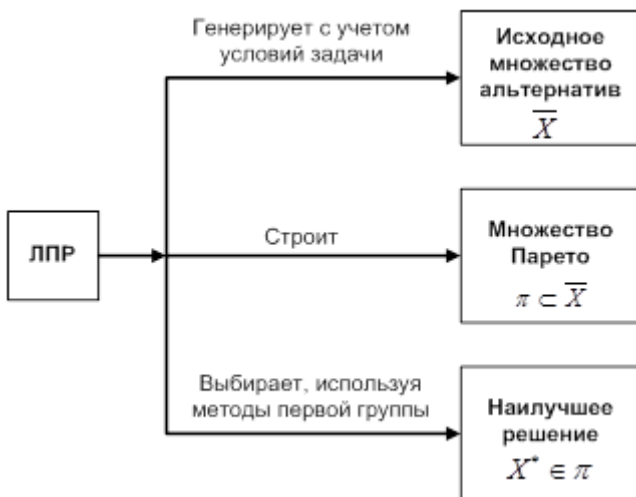 Генерирует с учетом
условий задачи
Исходное
множество
альтернатив
X̅
ЛПР
Строит
Множество
Парето
π ⊂ X̅
Выбирает, используя
методы первой группы
Наилучшее
решение
X* ∈ π